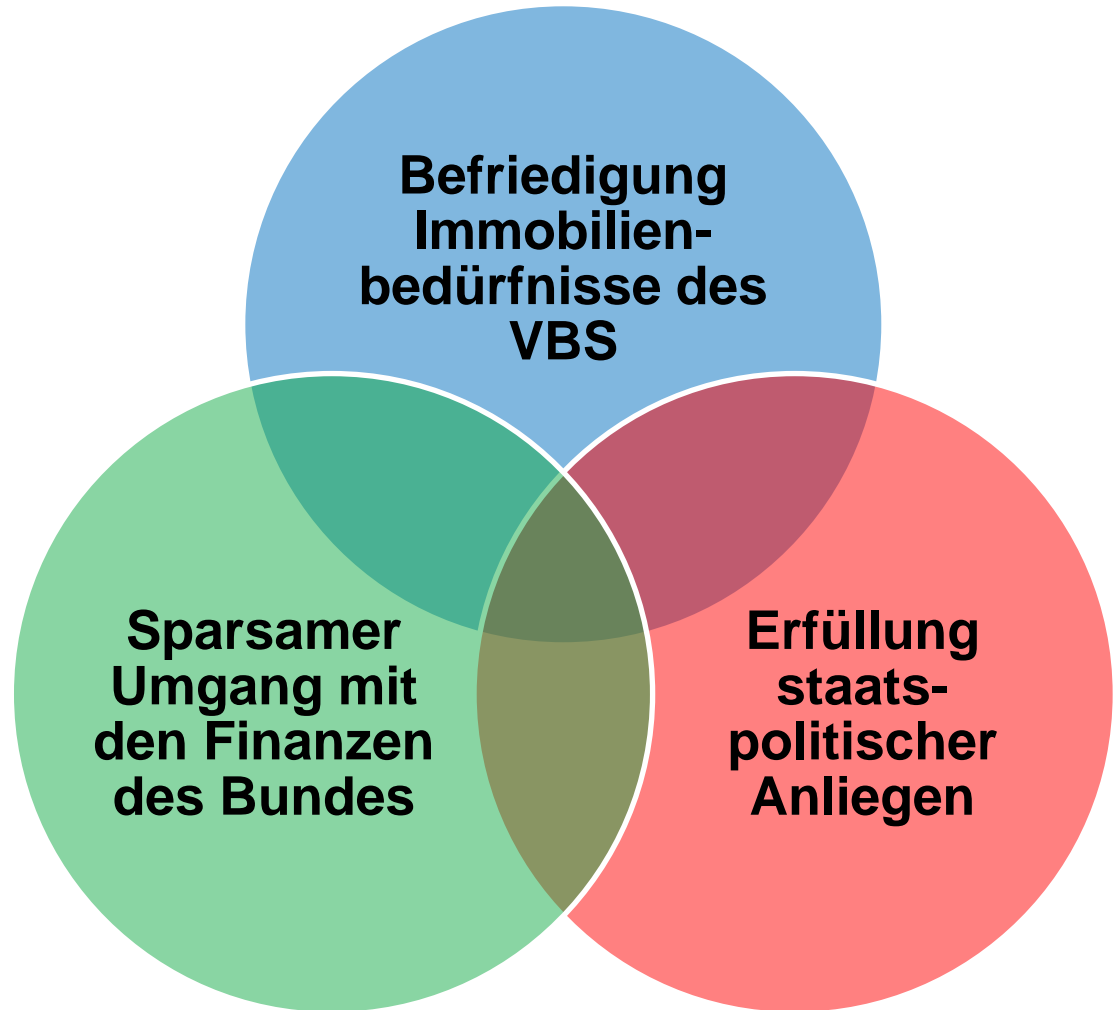 Befriedigung
Immobilien-
bedürfnisse des
VBS
Sparsamer
Umgang mit
den Finanzen
des Bundes
Erfüllung
staats-
politischer
Anliegen